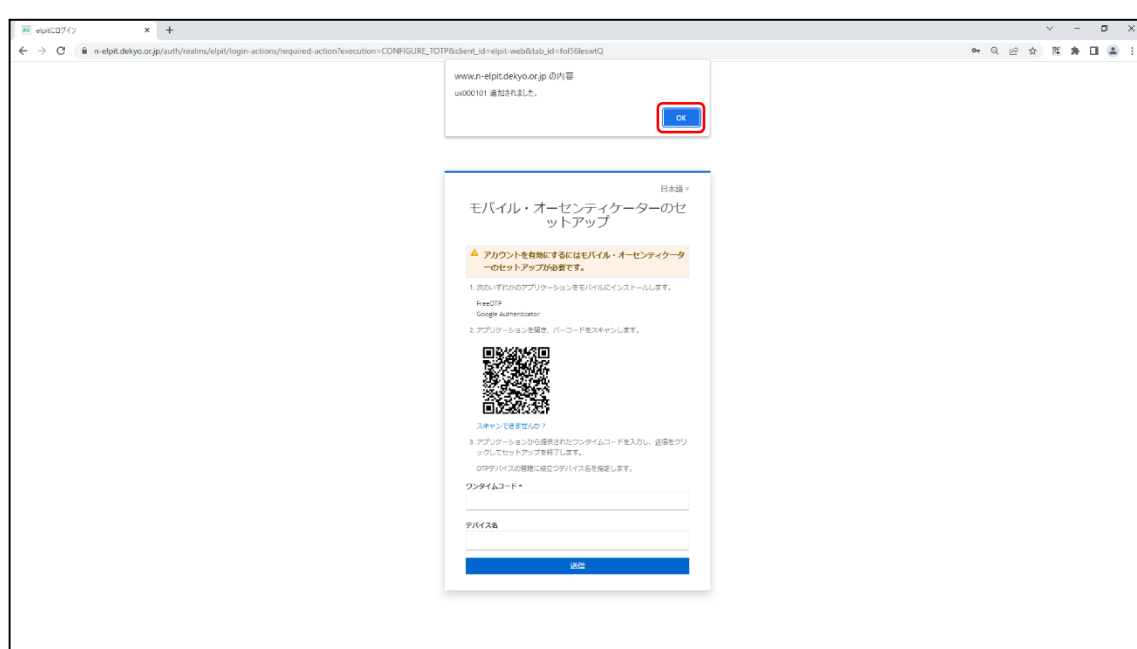 elpitにログイン
n-elpit.dekyo.or.jp/auth/realms/elpit/login-actions/required-action?execution=CONFIGURE_TOTP&client_id=elpit-web&tab_id=fol56leswtQ
www.n-elpit.dekyo.or.jp の内容
ux000101 追加されました。
OK
日本語
モバイル・オーセンティケーターのセ
ットアップ
アカウントを有効にするにはモバイル・オーセンティケータ
ーのセットアップが必要です。
1. 次のいずれかのアプリケーションをモバイルにインストールします。
FreeOTP
Google Authenticator
2. アプリケーションを開き、バーコードをスキャンします。
スキャンできませんか？
3. アプリケーションから提供されたワンタイムコードを入力し、送信をクリ
ックしてセットアップを終了します。
OTPデバイスの管理に役立つデバイス名を指定します。
ワンタイムコード *
デバイス名
送信